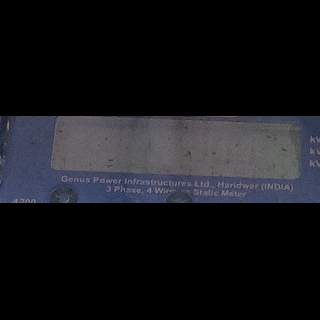 Genus Power Infrastructures Ltd., Haridwar (INDIA)
3 Phase, 4 Wire Static Meter